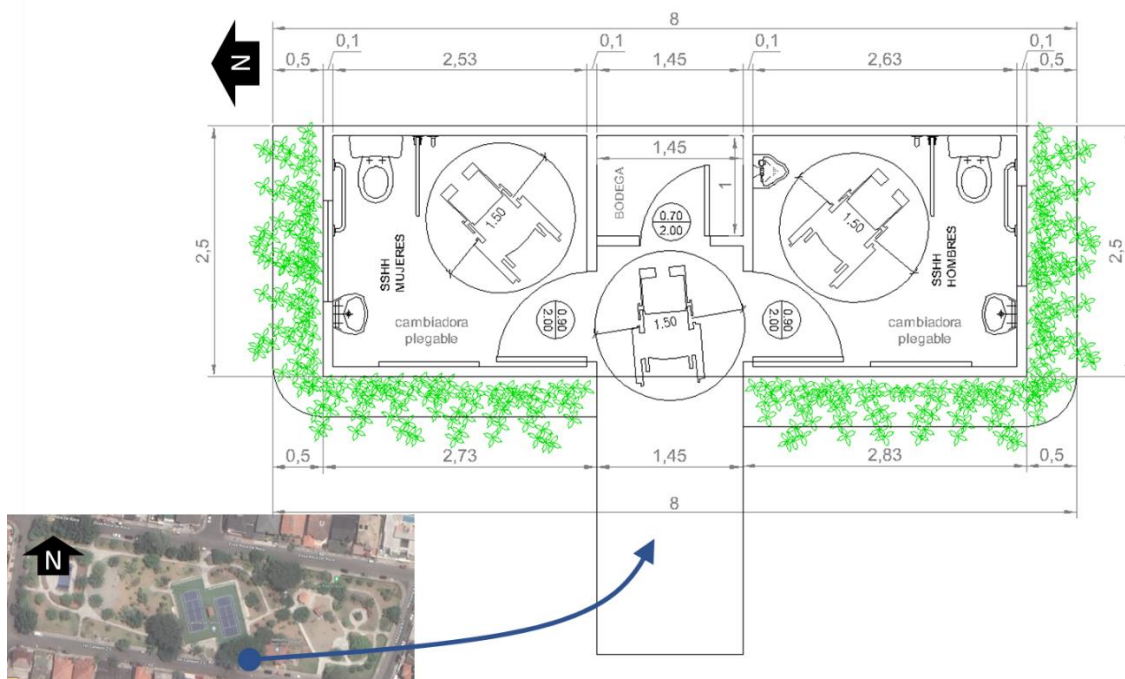 8
0,1
0,1
0,1
0,1
0,5
2,53
1,45
2,63
0,5
N
1,45
BODEGA
1
0.70
2.00
1.50
1.50
SSHH
MUJERES
SSHH
HOMBRES
2,5
2,5
0.90
2.00
1.50
0.90
2.00
cambiadora
plegable
cambiadora
plegable
0,5
2,73
1,45
2,83
0,5
8
N